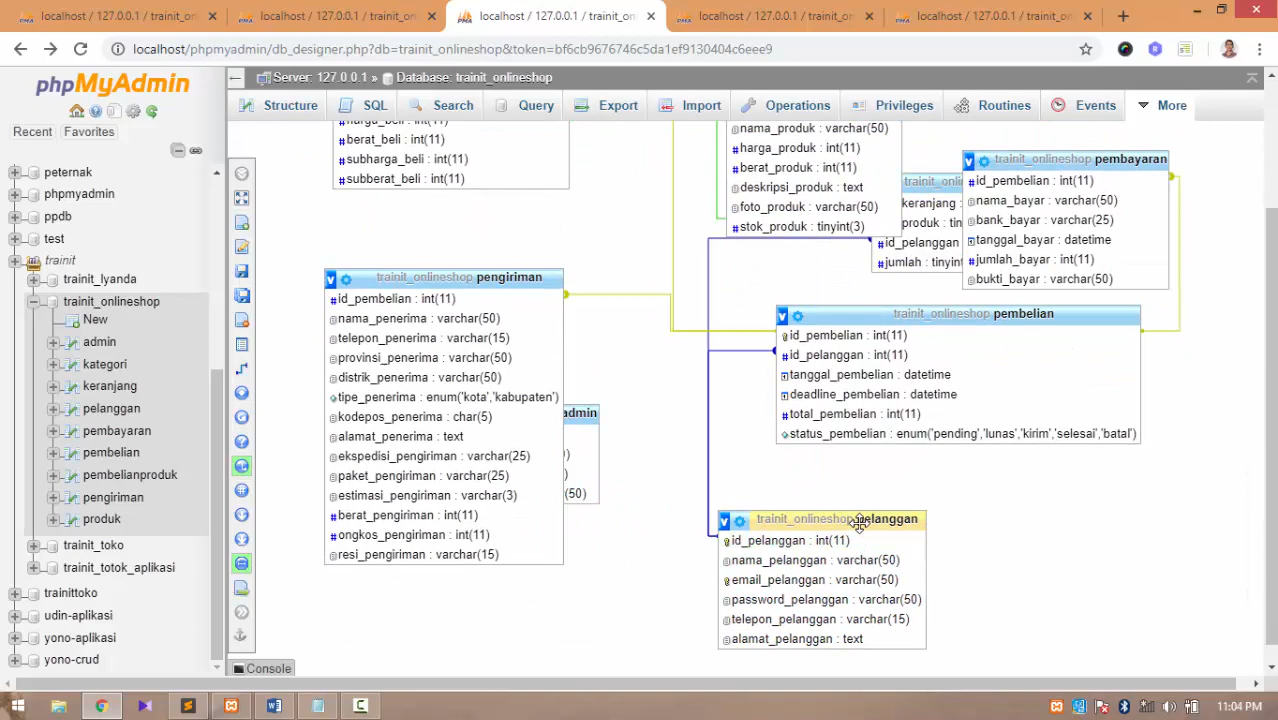 localhost / 127.0.0.1 / trainit_on
localhost / 127.0.0.1 / trainit_on
localhost / 127.0.0.1 / trainit_on
localhost / 127.0.0.1 / trainit_on
localhost / 127.0.0.1 / trainit_on
localhost/phpmyadmin/db_designer.php?db=trainit_onlineshop&token=bf6cb9676746c5da1ef9130404c6eee9
phpMyAdmin
Recent Favorites
peternak
phpmyadmin
ppdb
test
trainit
trainit_lyanda
trainit_onlineshop
New
admin
kategori
keranjang
pelanggan
pembayaran
pembelian
pembelianproduk
pengiriman
produk
trainit_toko
trainit_totok_aplikasi
trainittoko
udin-aplikasi
yono-aplikasi
yono-crud
Server: 127.0.0.1 » Database: trainit_onlineshop
Structure SQL Search Query Export Import Operations Privileges Routines Events More
berat_beli : int(11)
subharga_beli : int(11)
subberat_beli : int(11)
nama_produk : varchar(50)
harga_produk : int(11)
berat_produk : int(11)
deskripsi_produk : text
foto_produk : varchar(50)
stok_produk : tinyint(3)
trainit_onlin
keranjang :
produk : tin
id_pelanggan :
jumlah : tinyint
trainit_onlineshop pembayaran
id_pembelian : int(11)
nama_bayar : varchar(50)
bank_bayar : varchar(25)
tanggal_bayar : datetime
jumlah_bayar : int(11)
bukti_bayar : varchar(50)
trainit_onlineshop pengiriman
id_pembelian : int(11)
nama_penerima : varchar(50)
telepon_penerima : varchar(15)
provinsi_penerima : varchar(50)
distrik_penerima : varchar(50)
tipe_penerima : enum('kota','kabupaten')
kodepos_penerima : char(5)
alamat_penerima : text
ekspedisi_pengiriman : varchar(25)
paket_pengiriman : varchar(25)
estimasi_pengiriman : varchar(3)
berat_pengiriman : int(11)
ongkos_pengiriman : int(11)
resi_pengiriman : varchar(15)
admin
)
)
(50)
trainit_onlineshop pembelian
id_pembelian : int(11)
id_pelanggan : int(11)
tanggal_pembelian : datetime
deadline_pembelian : datetime
total_pembelian : int(11)
status_pembelian : enum('pending','lunas','kirim','selesai','batal')
trainit_onlineshop pelanggan
id_pelanggan : int(11)
nama_pelanggan : varchar(50)
email_pelanggan : varchar(50)
password_pelanggan : varchar(50)
telepon_pelanggan : varchar(15)
alamat_pelanggan : text
Console
11:04 PM